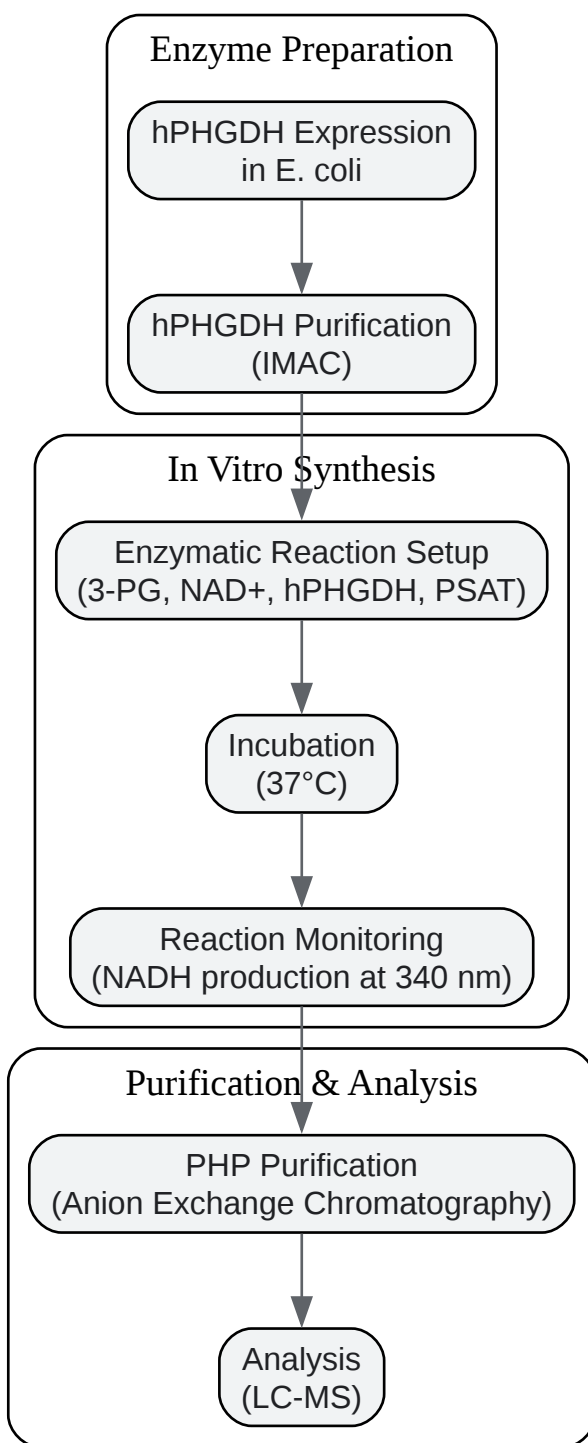 Enzyme Preparation
hPHGDH Expression
in E. coli
hPHGDH Purification
(IMAC)
In Vitro Synthesis
Enzymatic Reaction Setup
(3-PG, NAD+, hPHGDH, PSAT)
Incubation
(37°C)
Reaction Monitoring
(NADH production at 340 nm)
Purification & Analysis
PHP Purification
(Anion Exchange Chromatography)
Analysis
(LC-MS)